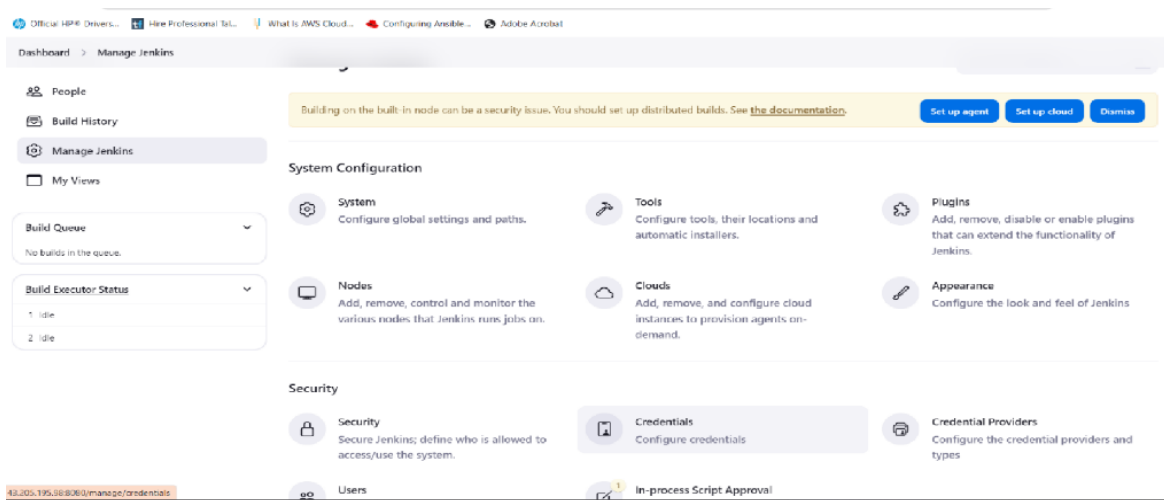 Official HP® Drivers... Hire Professional Tal... What Is AWS Cloud... Configuring Ansible... Adobe Acrobat
Dashboard > Manage Jenkins
People
Build History
Manage Jenkins
My Views
Build Queue
No builds in the queue.
Build Executor Status
1 Idle
2 Idle
Building on the built-in node can be a security issue. You should set up distributed builds. See the documentation.
Set up agent
Set up cloud
Dismiss
System Configuration
System
Configure global settings and paths.
Tools
Configure tools, their locations and
automatic installers.
Plugins
Add, remove, disable or enable plugins
that can extend the functionality of
Jenkins.
Nodes
Add, remove, control and monitor the
various nodes that Jenkins runs jobs on.
Clouds
Add, remove, and configure cloud
instances to provision agents on-
demand.
Appearance
Configure the look and feel of Jenkins
Security
Security
Secure Jenkins; define who is allowed to
access/use the system.
Credentials
Configure credentials
Credential Providers
Configure the credential providers and
types
Users
1
In-process Script Approval
43.205.195.98:8080/manage/credentials